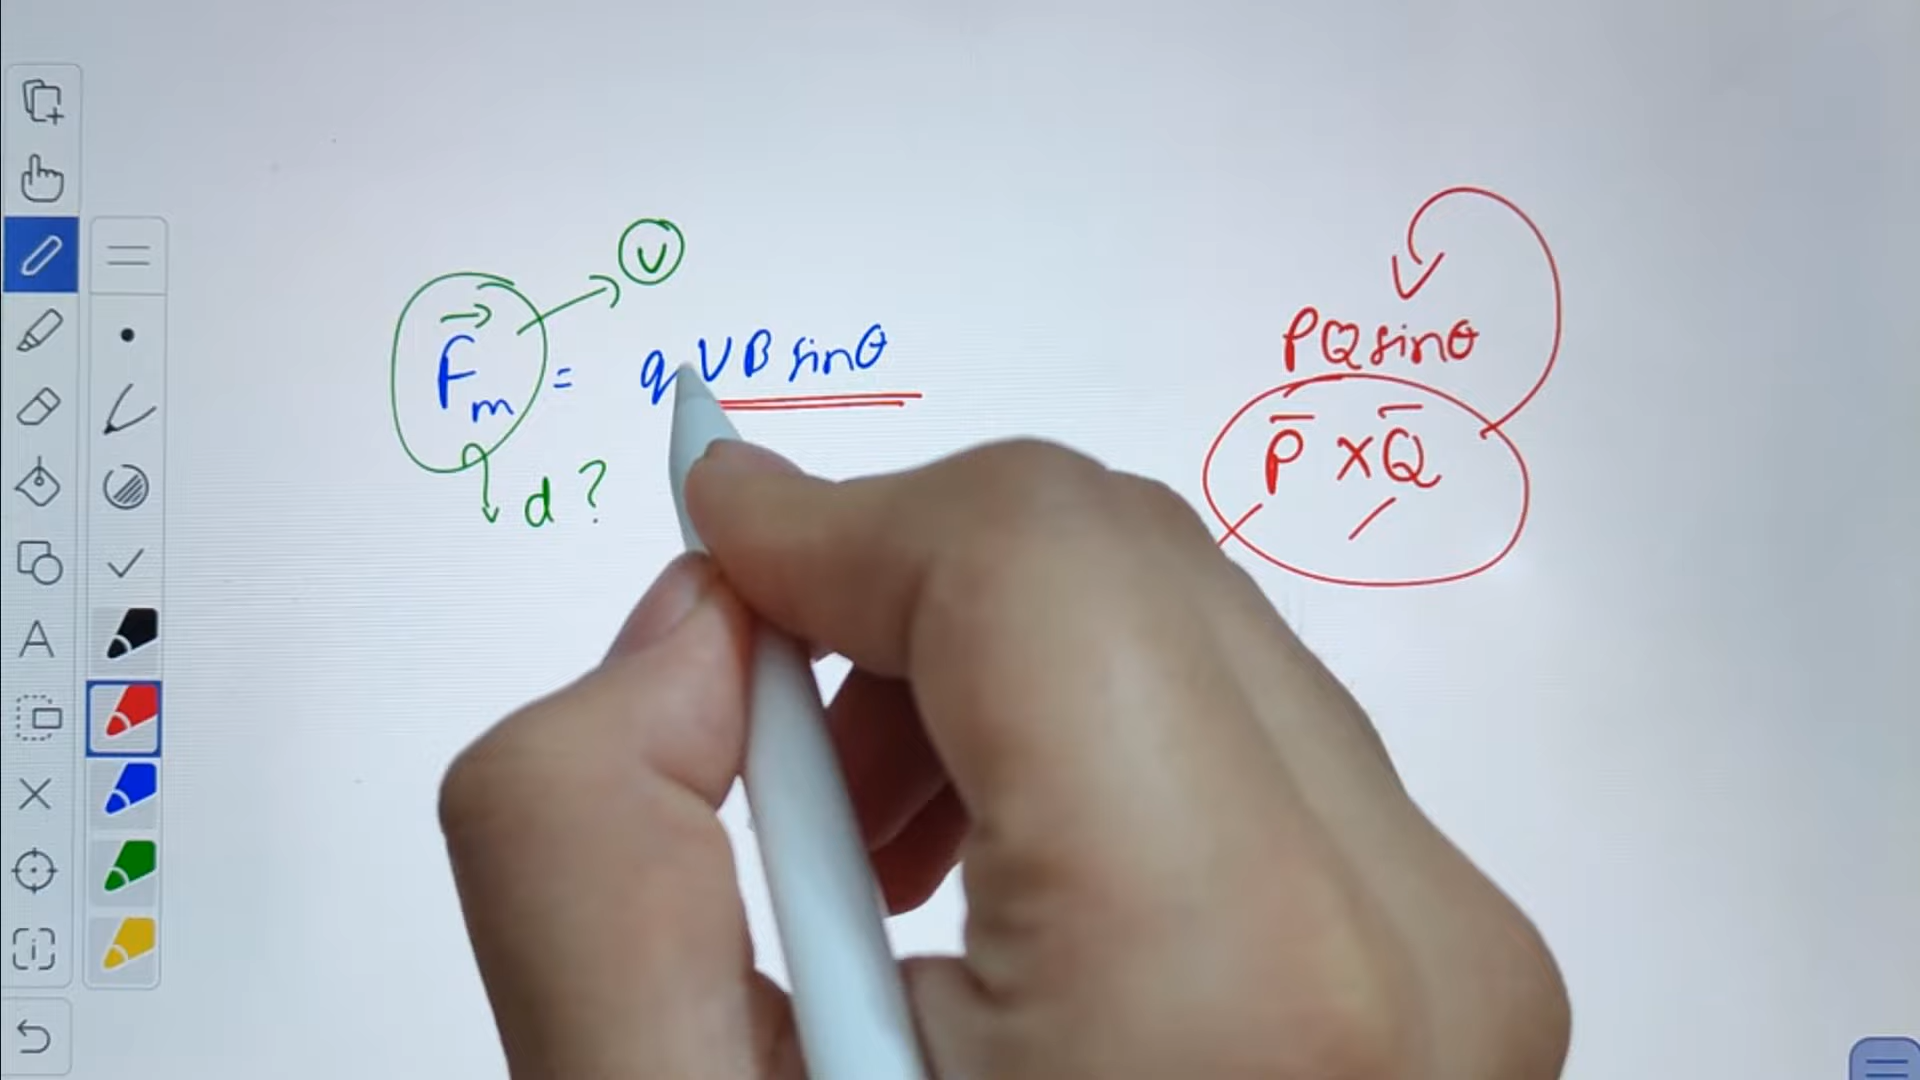 V
F⃗m = qVB sinθ
d ?
PQ sinθ
P̄ × Q̄
A